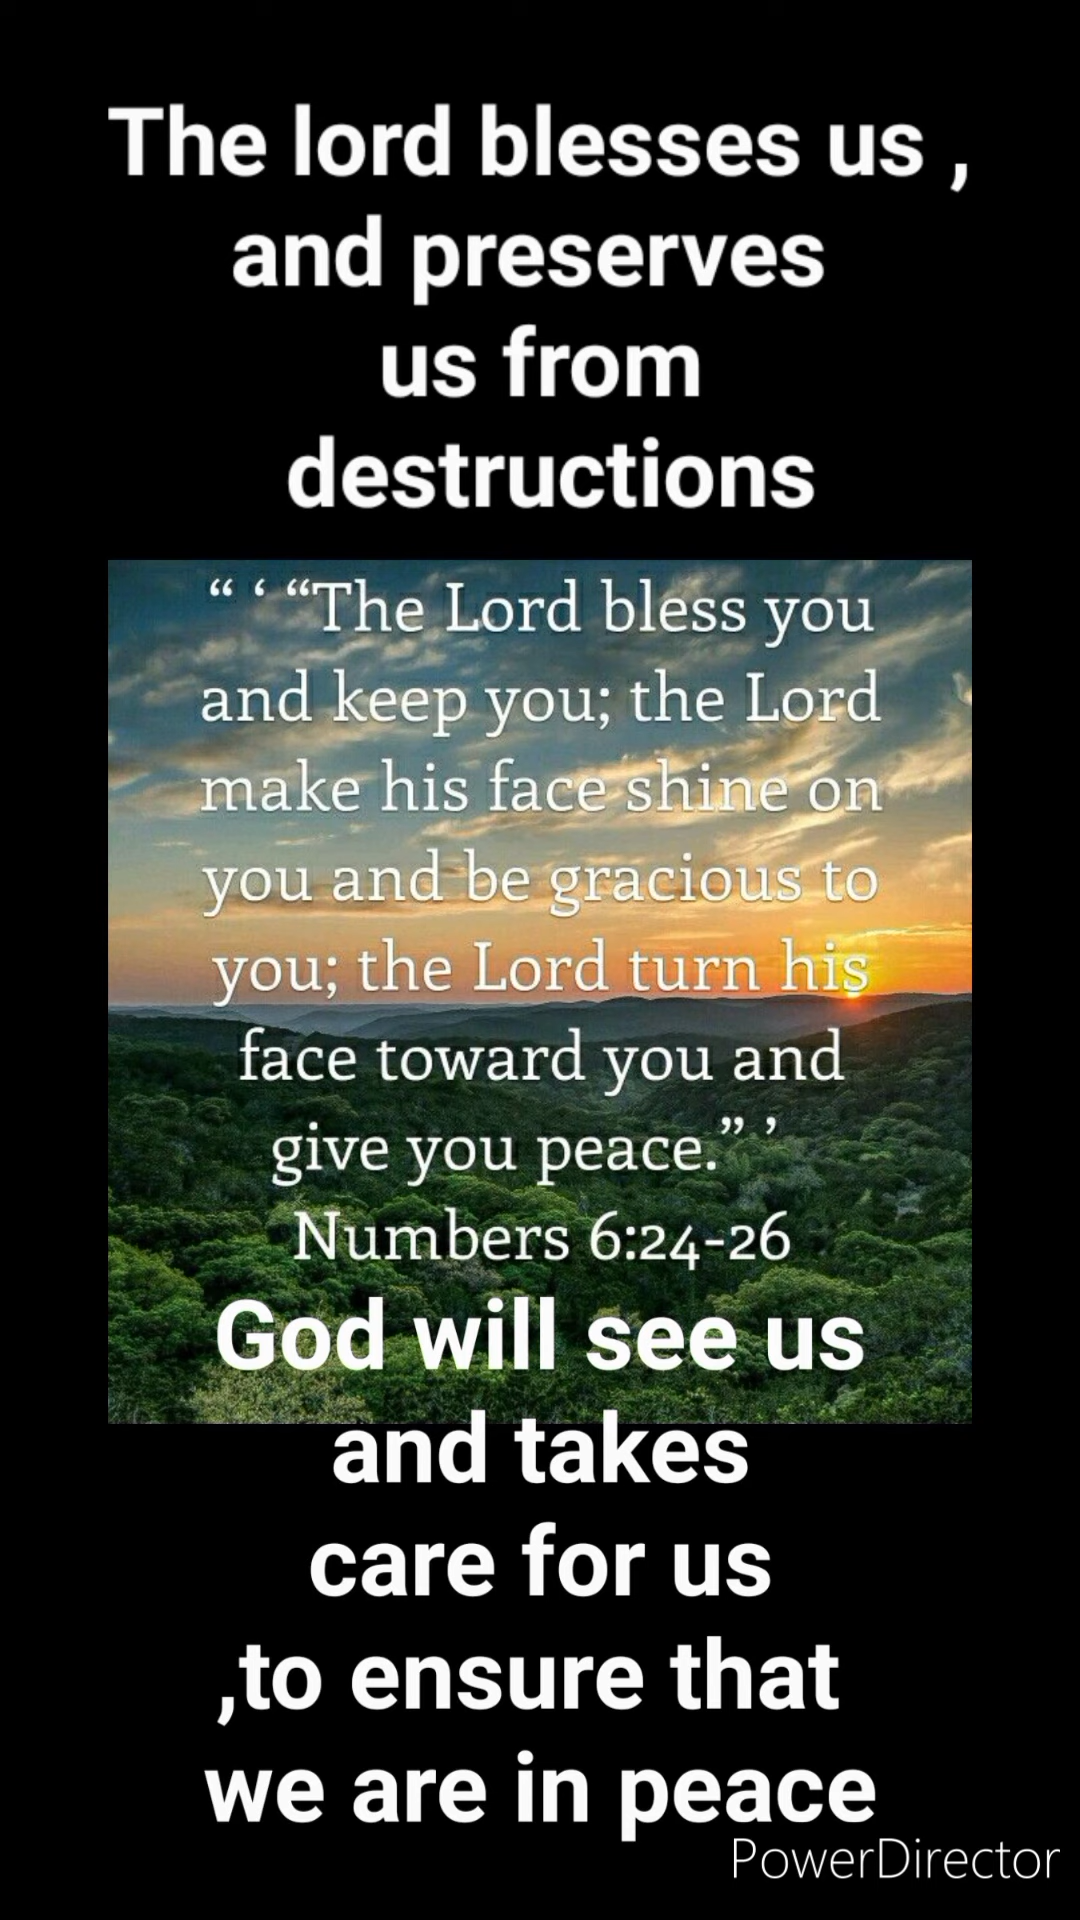 The lord blesses us ,
and preserves
us from
destructions
“ ‘ “The Lord bless you
and keep you; the Lord
make his face shine on
you and be gracious to
you; the Lord turn his
face toward you and
give you peace.” ’
Numbers 6:24-26
God will see us
and takes
care for us
,to ensure that
we are in peace
PowerDirector